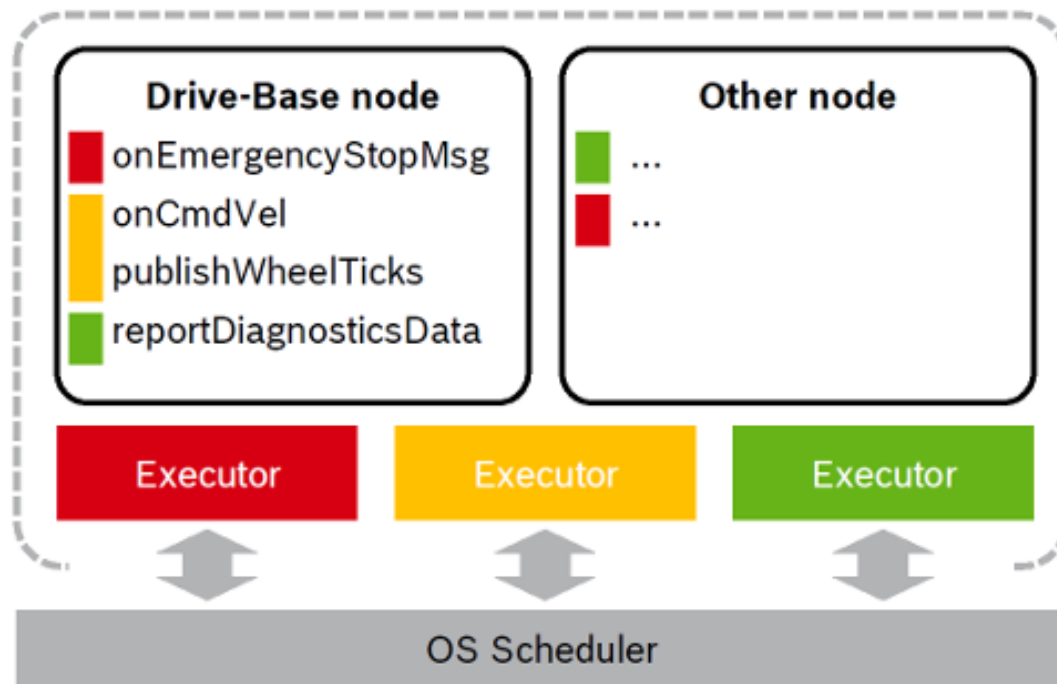 Drive-Base node
onEmergencyStopMsg
onCmdVel
publishWheelTicks
reportDiagnosticsData
Other node
...
...
Executor
Executor
Executor
OS Scheduler